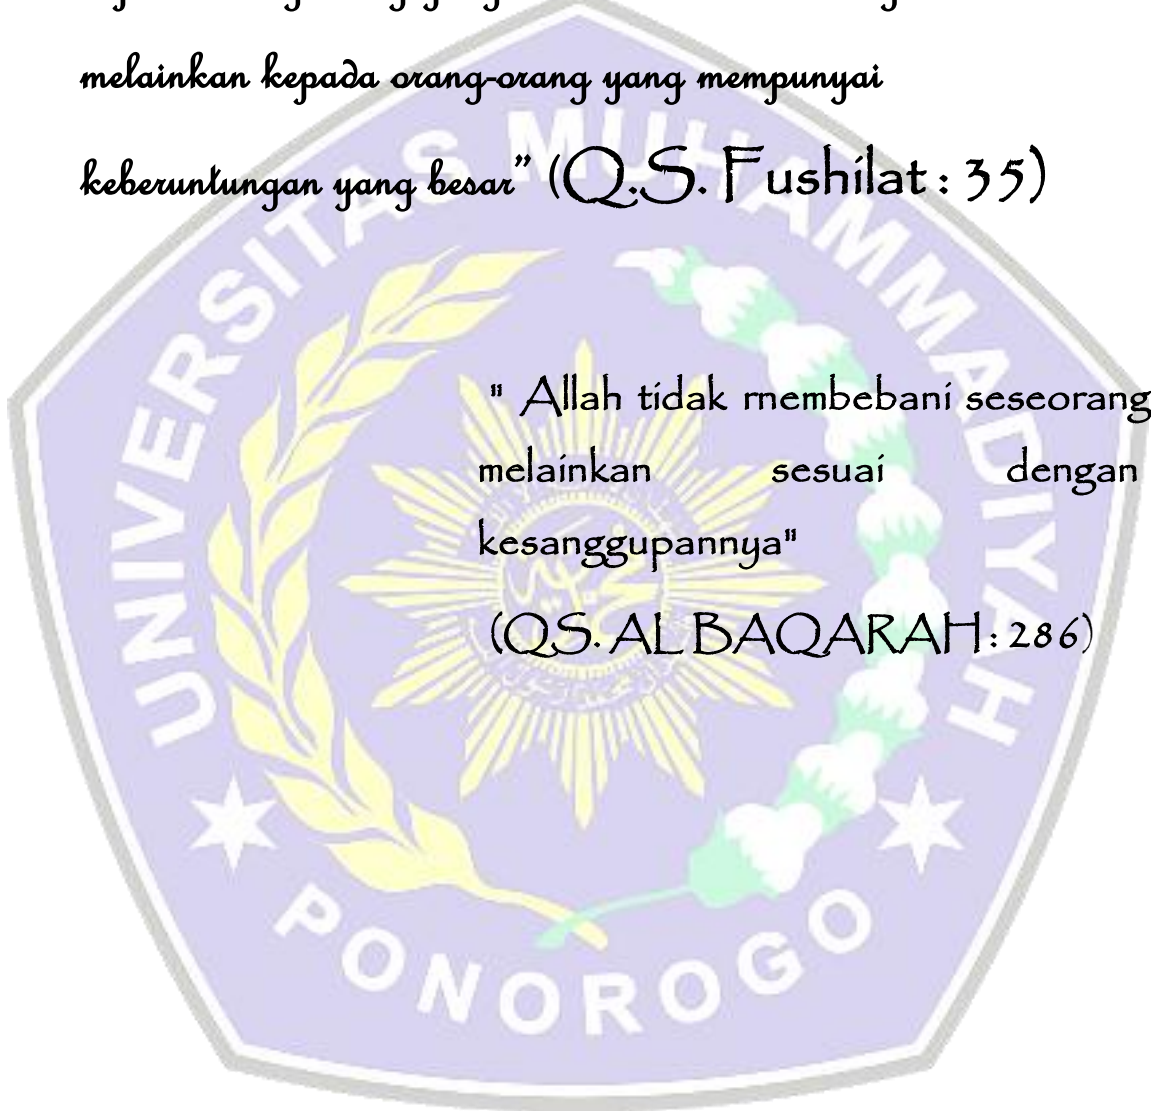 melainkan kepada orang-orang yang mempunyai
keberuntungan yang besar” (Q.S. Fushilat : 35)
" Allah tidak rnembebani seseorang
melainkan sesuai dengan
kesanggupannya"
(QS. AL BAQARAH : 286)
UNIVERSITAS MUHAMMADIYAH
PONOROGO